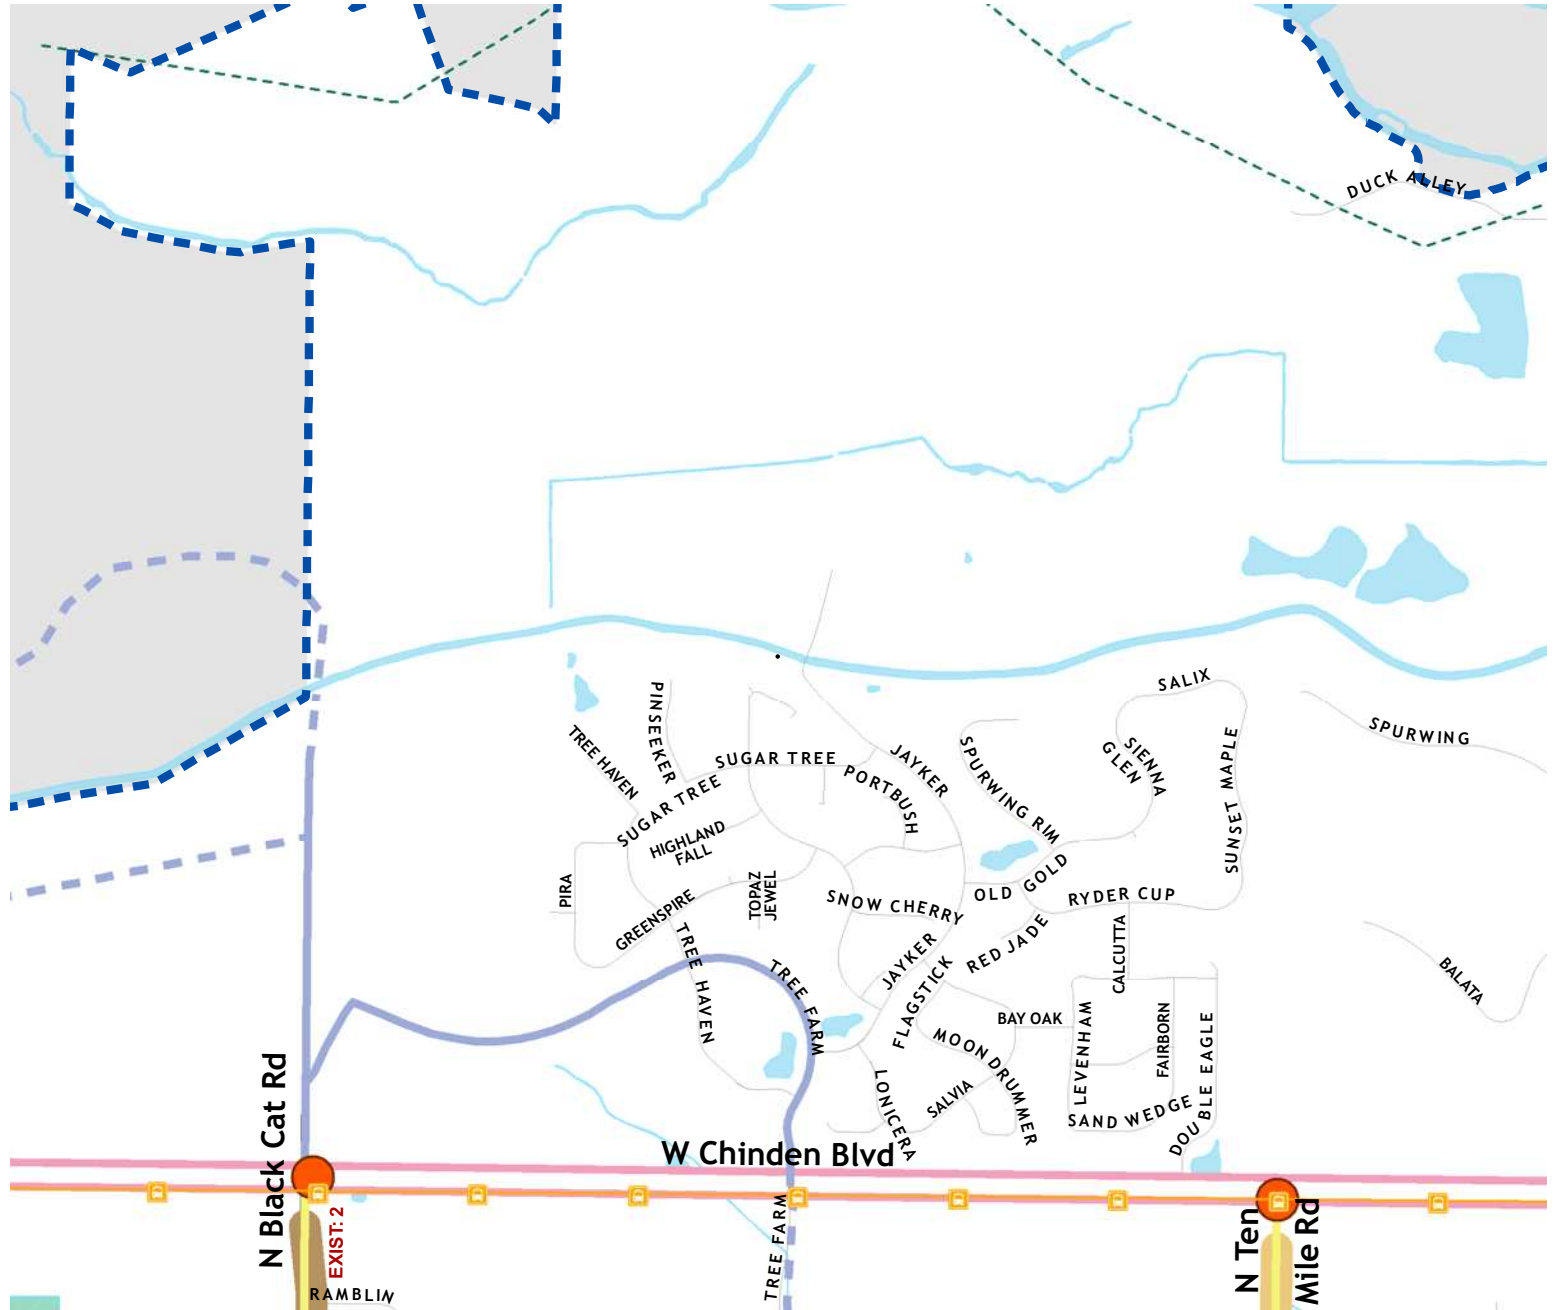 DUCK ALLEY
SALIX
PINSEEKER
TREE HAVEN
SUGAR TREE
JAYKER
SPURWING RIM
SIENNA
GLEN
SUNSET MAPLE
SPURWING
PORTBUSH
SUGAR TREE
HIGHLAND
FALL
PIRA
GREENSPIRE
TOPAZ
JEWEL
SNOW CHERRY
OLD GOLD
RYDER CUP
RED JADE
CALCUTTA
TREE HAVEN
TREE FARM
JAYKER
FLAGSTICK
BALATA
BAY OAK
MOON DRUMMER
LEVENHAM
FAIRBORN
DOUBLE EAGLE
LONICERA
SALVIA
SAND WEDGE
N Black Cat Rd
W Chinden Blvd
TREE FARM
EXIST: 2
N Ten
Mile Rd
RAMBLIN